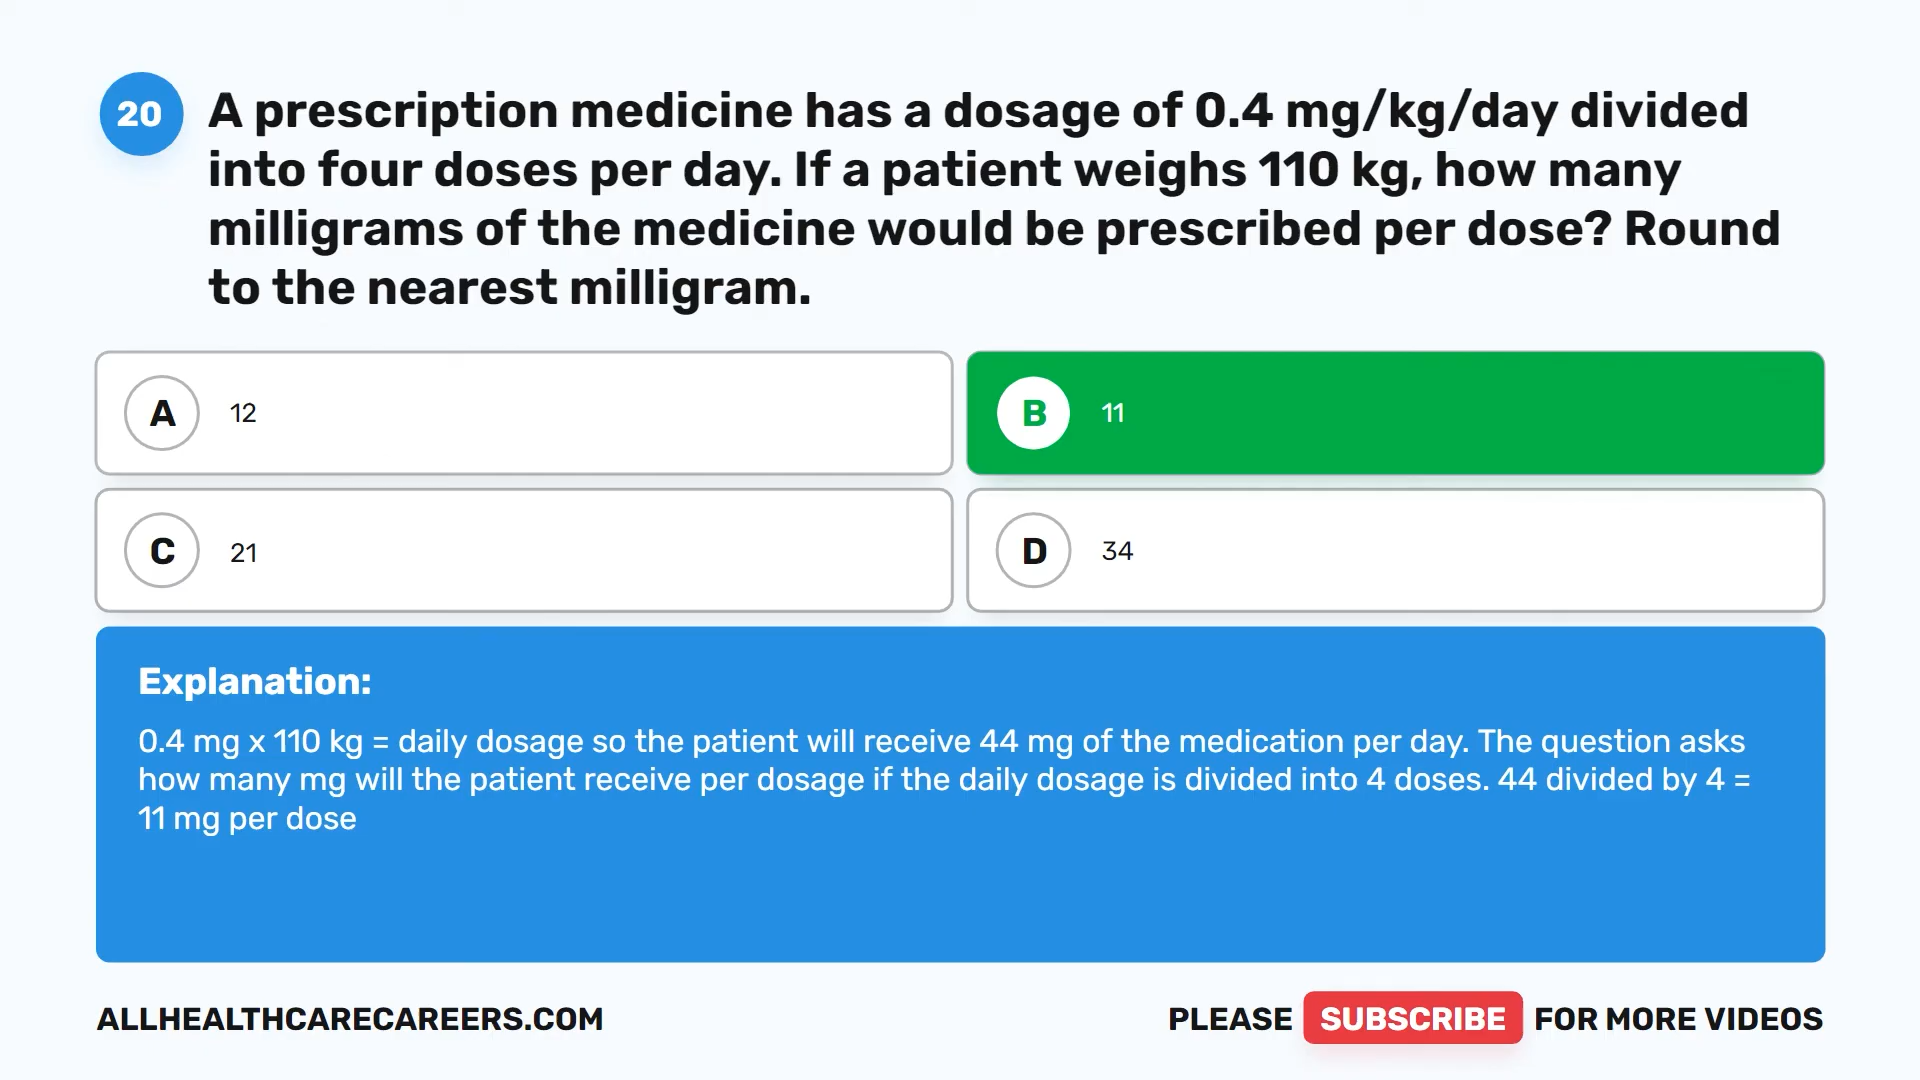 20
A prescription medicine has a dosage of 0.4 mg/kg/day divided
into four doses per day. If a patient weighs 110 kg, how many
milligrams of the medicine would be prescribed per dose? Round
to the nearest milligram.
A 12
B 11
C 21
D 34
Explanation:
0.4 mg x 110 kg = daily dosage so the patient will receive 44 mg of the medication per day. The question asks
how many mg will the patient receive per dosage if the daily dosage is divided into 4 doses. 44 divided by 4 =
11 mg per dose
ALLHEALTHCARECAREERS.COM
PLEASE SUBSCRIBE FOR MORE VIDEOS